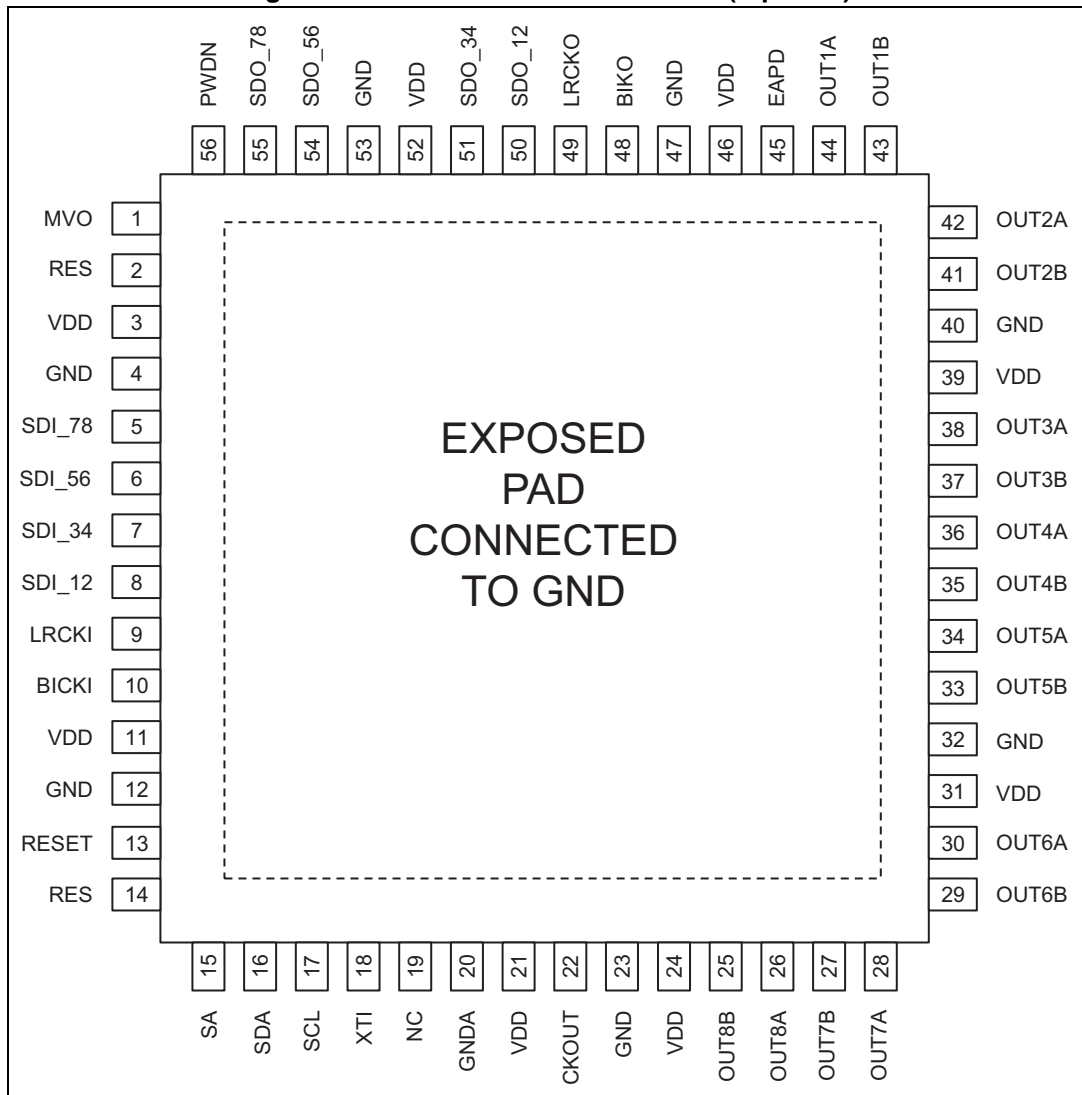 PWDN SDO_78 SDO_56 GND VDD SDO_34 SDO_12 LRCKO BIKO GND VDD EAPD OUT1A OUT1B
56 55 54 53 52 51 50 49 48 47 46 45 44 43
MVO 1
RES 2
VDD 3
GND 4
SDI_78 5
SDI_56 6
SDI_34 7
SDI_12 8
LRCKI 9
BICKI 10
VDD 11
GND 12
RESET 13
RES 14
EXPOSED
PAD
CONNECTED
TO GND
42 OUT2A
41 OUT2B
40 GND
39 VDD
38 OUT3A
37 OUT3B
36 OUT4A
35 OUT4B
34 OUT5A
33 OUT5B
32 GND
31 VDD
30 OUT6A
29 OUT6B
15 16 17 18 19 20 21 22 23 24 25 26 27 28
SA SDA SCL XTI NC GNDA VDD CKOUT GND VDD OUT8B OUT8A OUT7B OUT7A